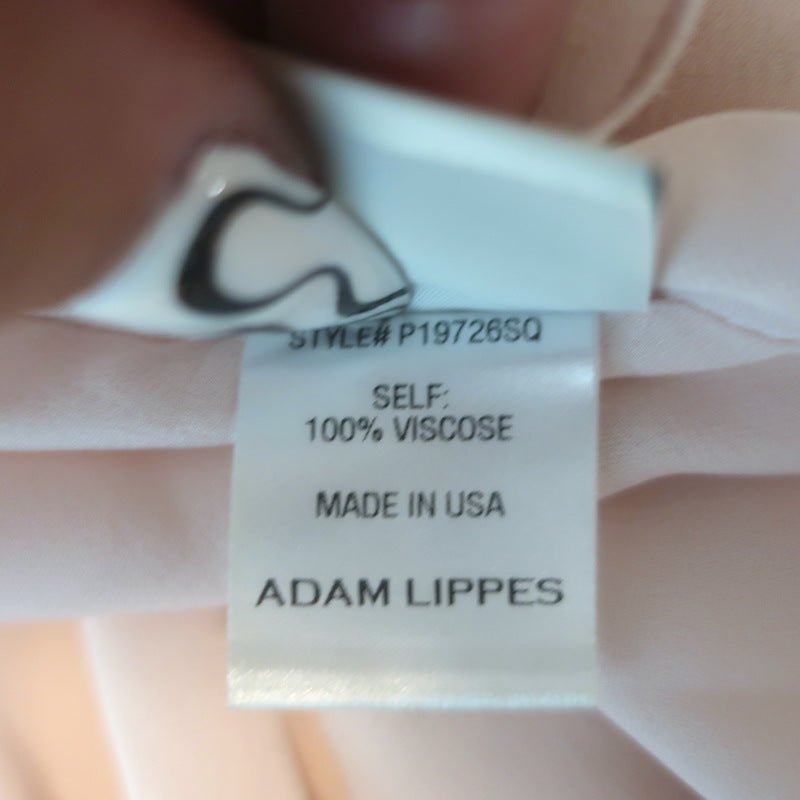 STYLE# P19726SQ
SELF:
100% VISCOSE
MADE IN USA
ADAM LIPPES